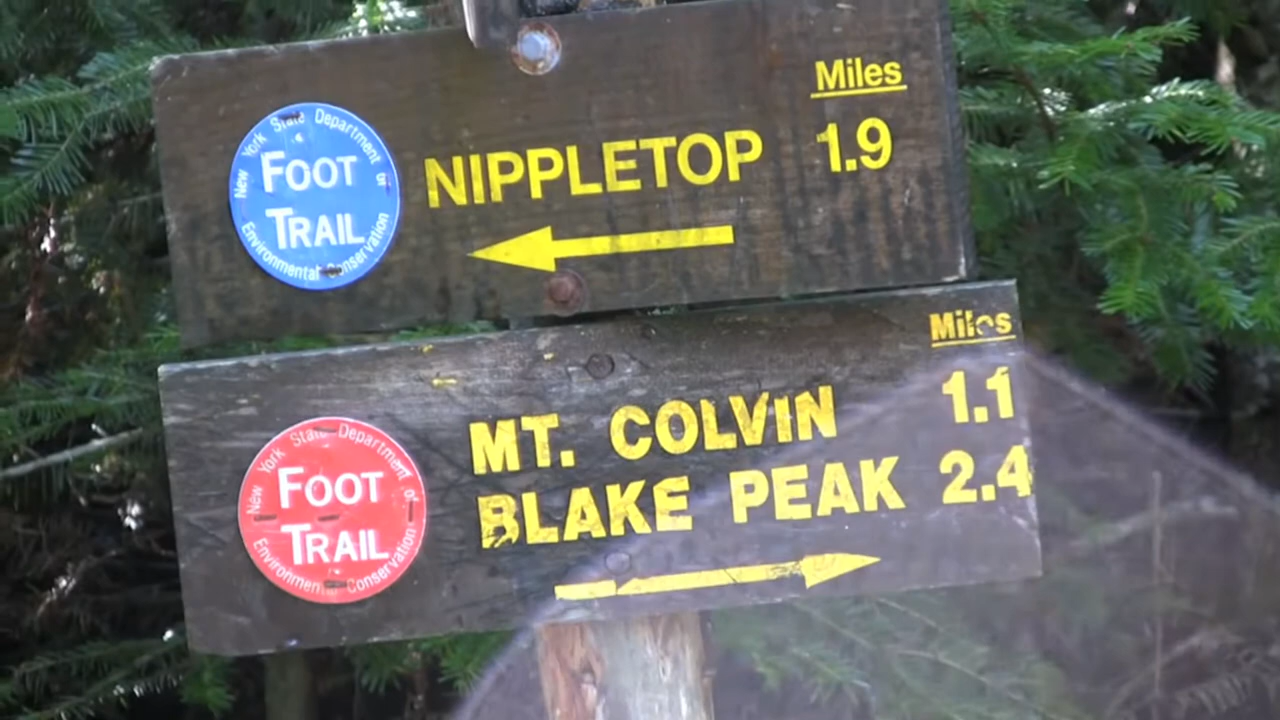 Miles
New York State Department of
FOOT
TRAIL
Environmental Conservation
NIPPLETOP 1.9
Miles
New York State Department of
FOOT
TRAIL
Environmental Conservation
MT. COLVIN 1.1
BLAKE PEAK 2.4